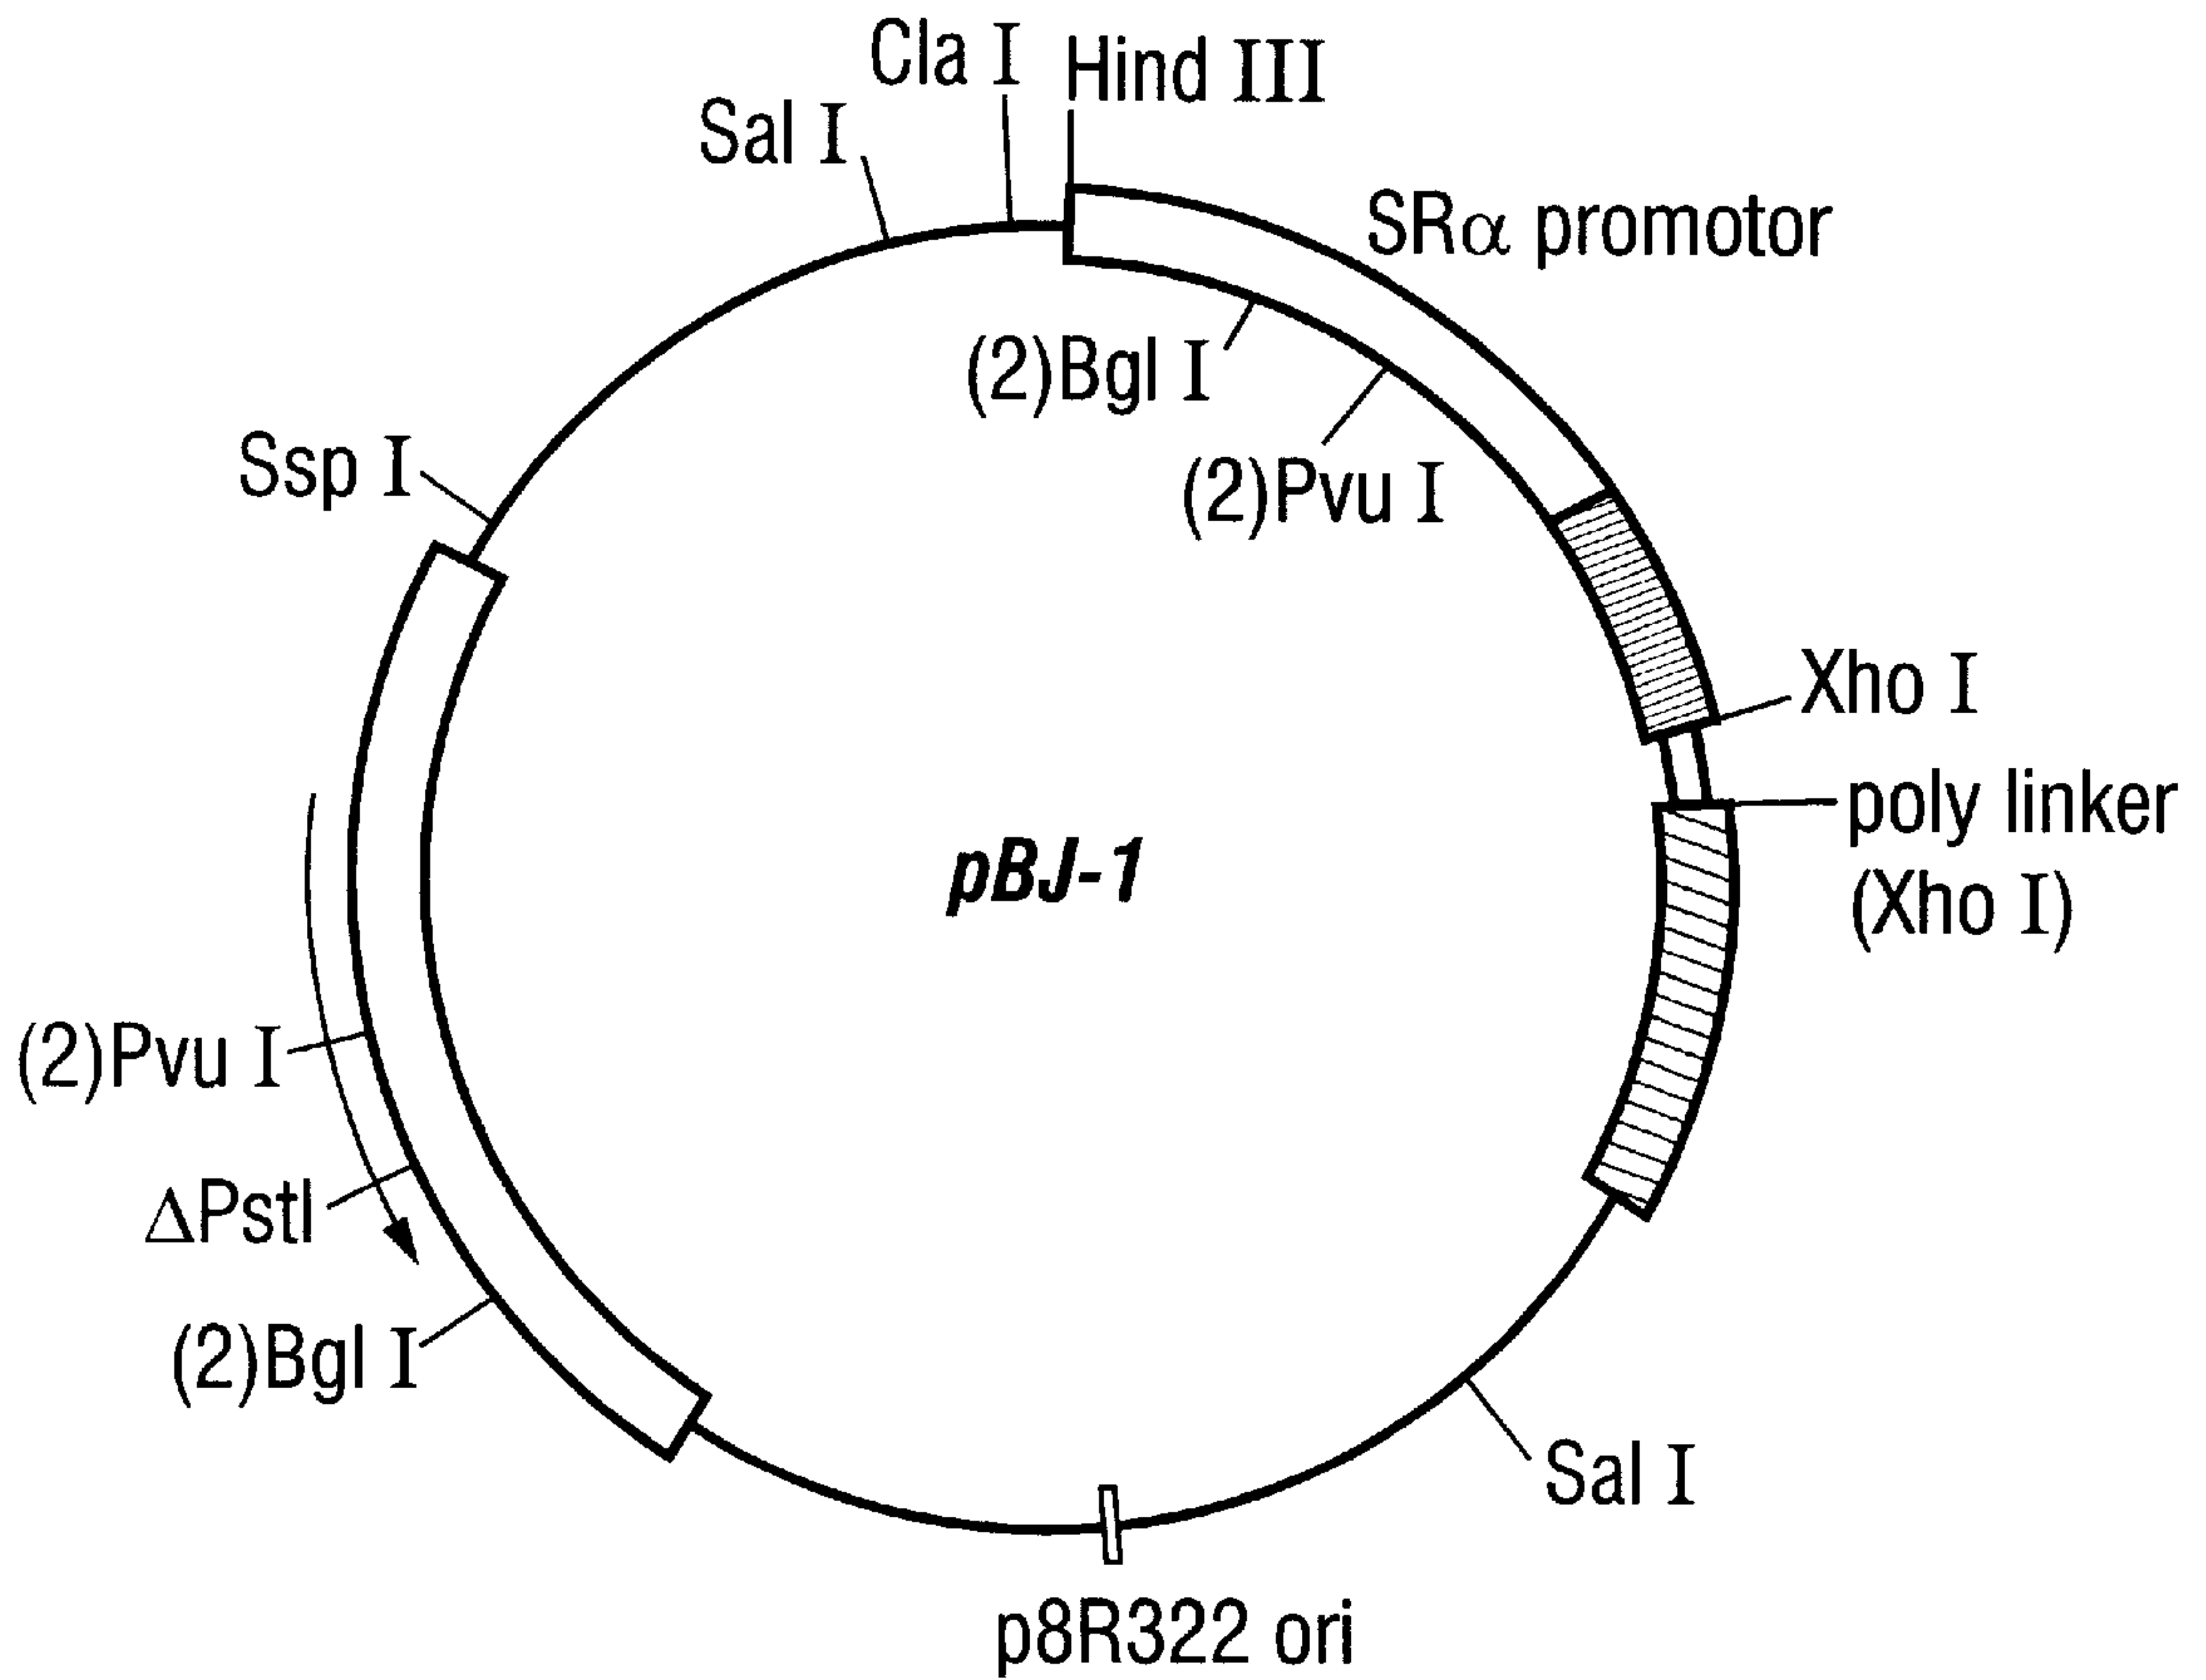 Cla I
Hind III
Sal I
SRα promotor
(2)Bgl I
Ssp I
(2)Pvu I
Xho I
poly linker
(Xho I)
pBJ-1
(2)Pvu I
ΔPstI
(2)Bgl I
Sal I
p8R322 ori